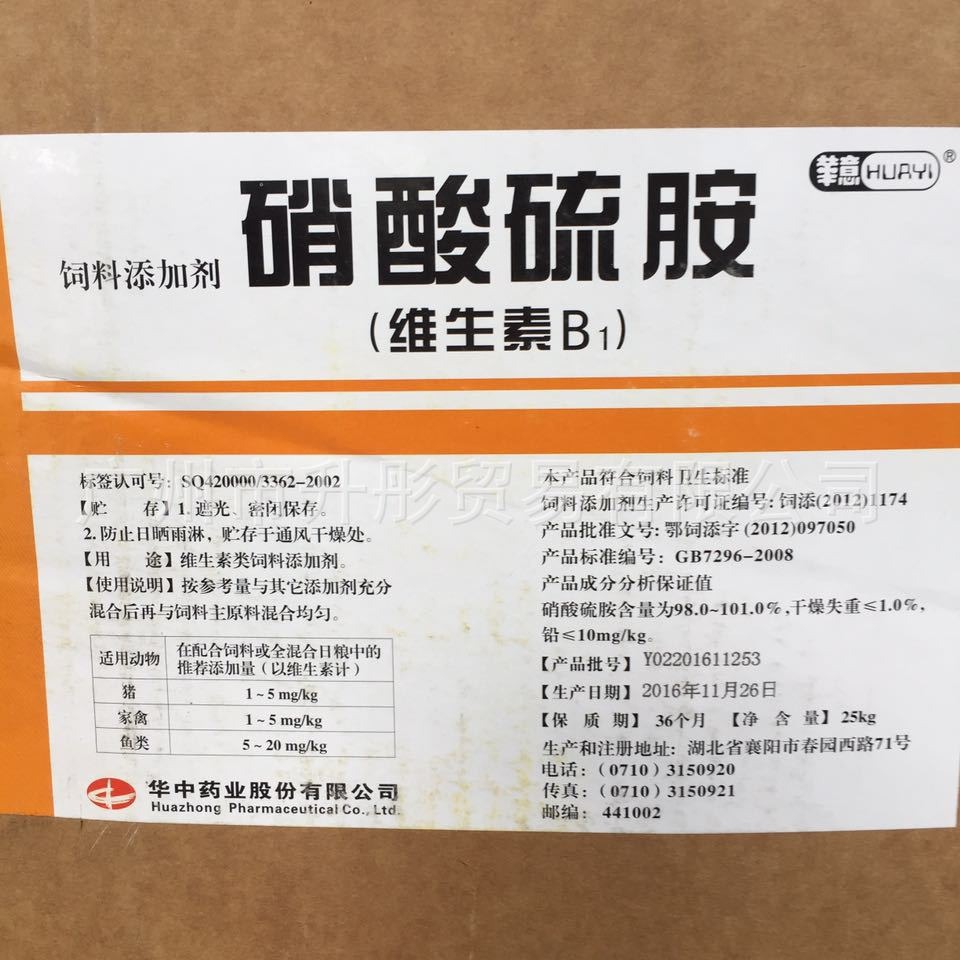 華意 HUAYI®
饲料添加剂 硝酸硫胺
(维生素B1)
标签认可号: SQ420000/3362-2002
【贮 存】1. 遮光、密闭保存。
2. 防止日晒雨淋，贮存于通风干燥处。
【用 途】维生素类饲料添加剂。
【使用说明】按参考量与其它添加剂充分
混合后再与饲料主原料混合均匀.
适用动物 在配合饲料或全混合日粮中的
推荐添加量（以维生素计）
猪 1~5 mg/kg
家禽 1~5 mg/kg
鱼类 5~20 mg/kg
华中药业股份有限公司
Huazhong Pharmaceutical Co., Ltd.
本产品符合饲料卫生标准
饲料添加剂生产许可证编号: 饲添(2012)1174
产品批准文号: 鄂饲添字 (2012)097050
产品标准编号: GB7296-2008
产品成分分析保证值
硝酸硫胺含量为98.0~101.0%,干燥失重≤1.0%,
铅≤10mg/kg。
【产品批号】Y02201611253
【生产日期】2016年11月26日
【保 质 期】36个月 【净 含 量】25kg
生产和注册地址: 湖北省襄阳市春园西路71号
电话: (0710) 3150920
传真: (0710) 3150921
邮编: 441002
广州市升彤贸易有限公司